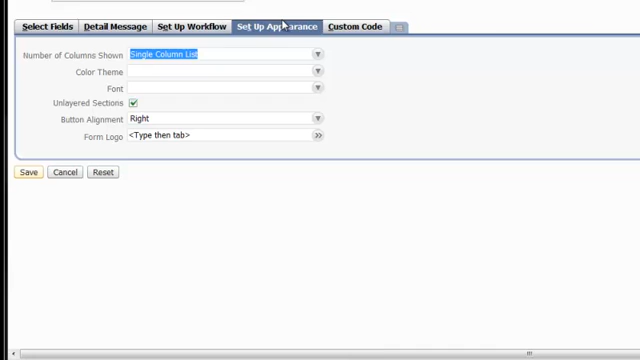 Select Fields Detail Message Set Up Workflow Set Up Appearance Custom Code
Number of Columns Shown Single Column List
Color Theme
Font
Unlayered Sections
Button Alignment Right
Form Logo <Type then tab>
Save Cancel Reset